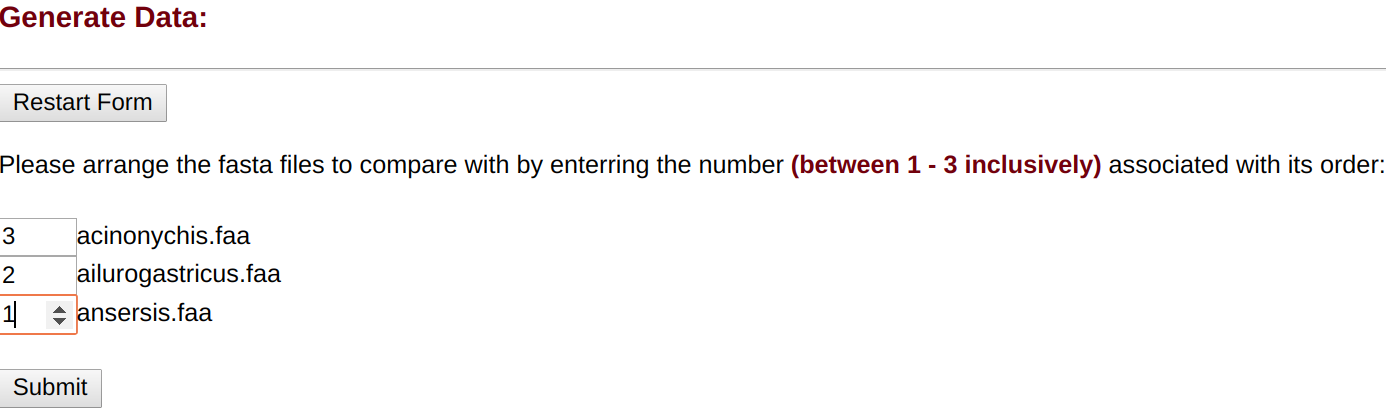 Generate Data:
Restart Form
Please arrange the fasta files to compare with by enterring the number (between 1 - 3 inclusively) associated with its order:
3 acinonychis.faa
2 ailurogastricus.faa
1 ansersis.faa
Submit